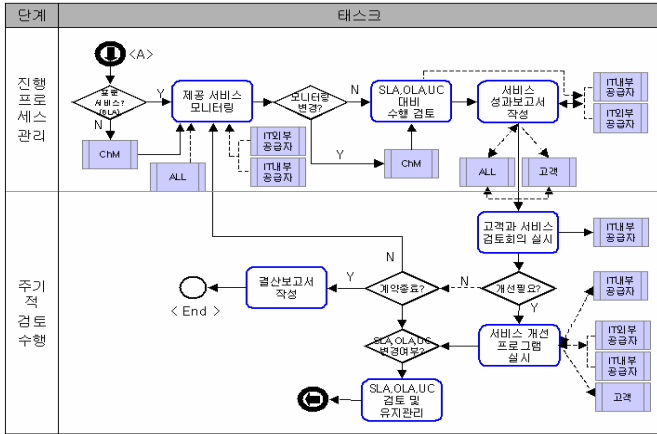 단계
태스크
진행
프로
세스
관리
<A>
표준
서비스?
(SLA)
Y
N
ChM
제공 서비스
모니터링
ALL
IT외부
공급자
IT내부
공급자
모니터링
변경?
N
Y
ChM
SLA,OLA,UC
대비
수행 검토
서비스
성과보고서
작성
IT내부
공급자
IT외부
공급자
ALL
고객
주기
적
검토
수행
고객과 서비스
검토회의 실시
IT내부
공급자
개선필요?
N
Y
계약종료?
N
Y
결산보고서
작성
< End >
IT내부
공급자
서비스 개선
프로그램
실시
IT외부
공급자
IT내부
공급자
고객
SLA,OLA,UC
변경여부?
SLA,OLA,UC
검토 및
유지관리